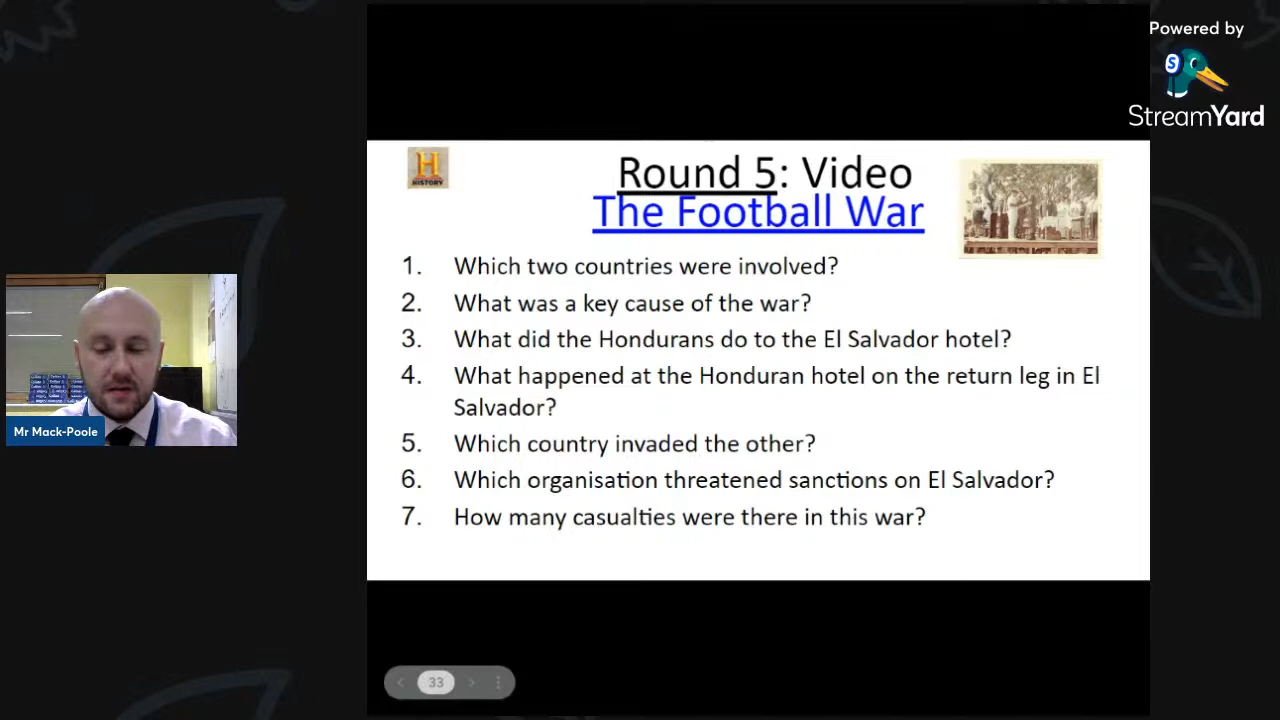 Powered by
StreamYard
H
HISTORY
Round 5: Video
The Football War
1. Which two countries were involved?
2. What was a key cause of the war?
3. What did the Hondurans do to the El Salvador hotel?
4. What happened at the Honduran hotel on the return leg in El
Salvador?
5. Which country invaded the other?
6. Which organisation threatened sanctions on El Salvador?
7. How many casualties were there in this war?
Mr Mack-Poole
33